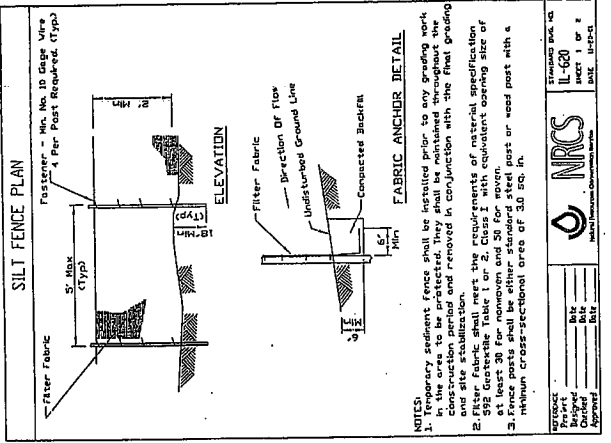 SILT FENCE PLAN
Fastener - Min. No. 10 Gage Wire
4 Per Post Required. (Typ.)
5' Max
(Typ)
Filter Fabric
2' Min
18" Min
(Typ)
ELEVATION
Filter Fabric
Direction Of Flow
Undisturbed Ground Line
Compacted Backfill
6"
Min
6"
Min
FABRIC ANCHOR DETAIL
NOTES:
1. Temporary sediment fence shall be installed prior to any grading work
in the area to be protected. They shall be maintained throughout the
construction period and removed in conjunction with the final grading
and site stabilization.
2. Filter fabric shall meet the requirements of material specification
592 Geotextile Table 1 or 2, Class I with equivalent opening size of
at least 30 for nonwoven and 50 for woven.
3. Fence posts shall be either standard steel post or wood post with a
minimum cross-sectional area of 3.0 sq. in.
REFERENCE
Project
Designed Date
Checked Date
Approved Date
NRCS
Natural Resources Conservation Service
STANDARD DWG. NO.
IL-620
SHEET 1 OF 2
DATE